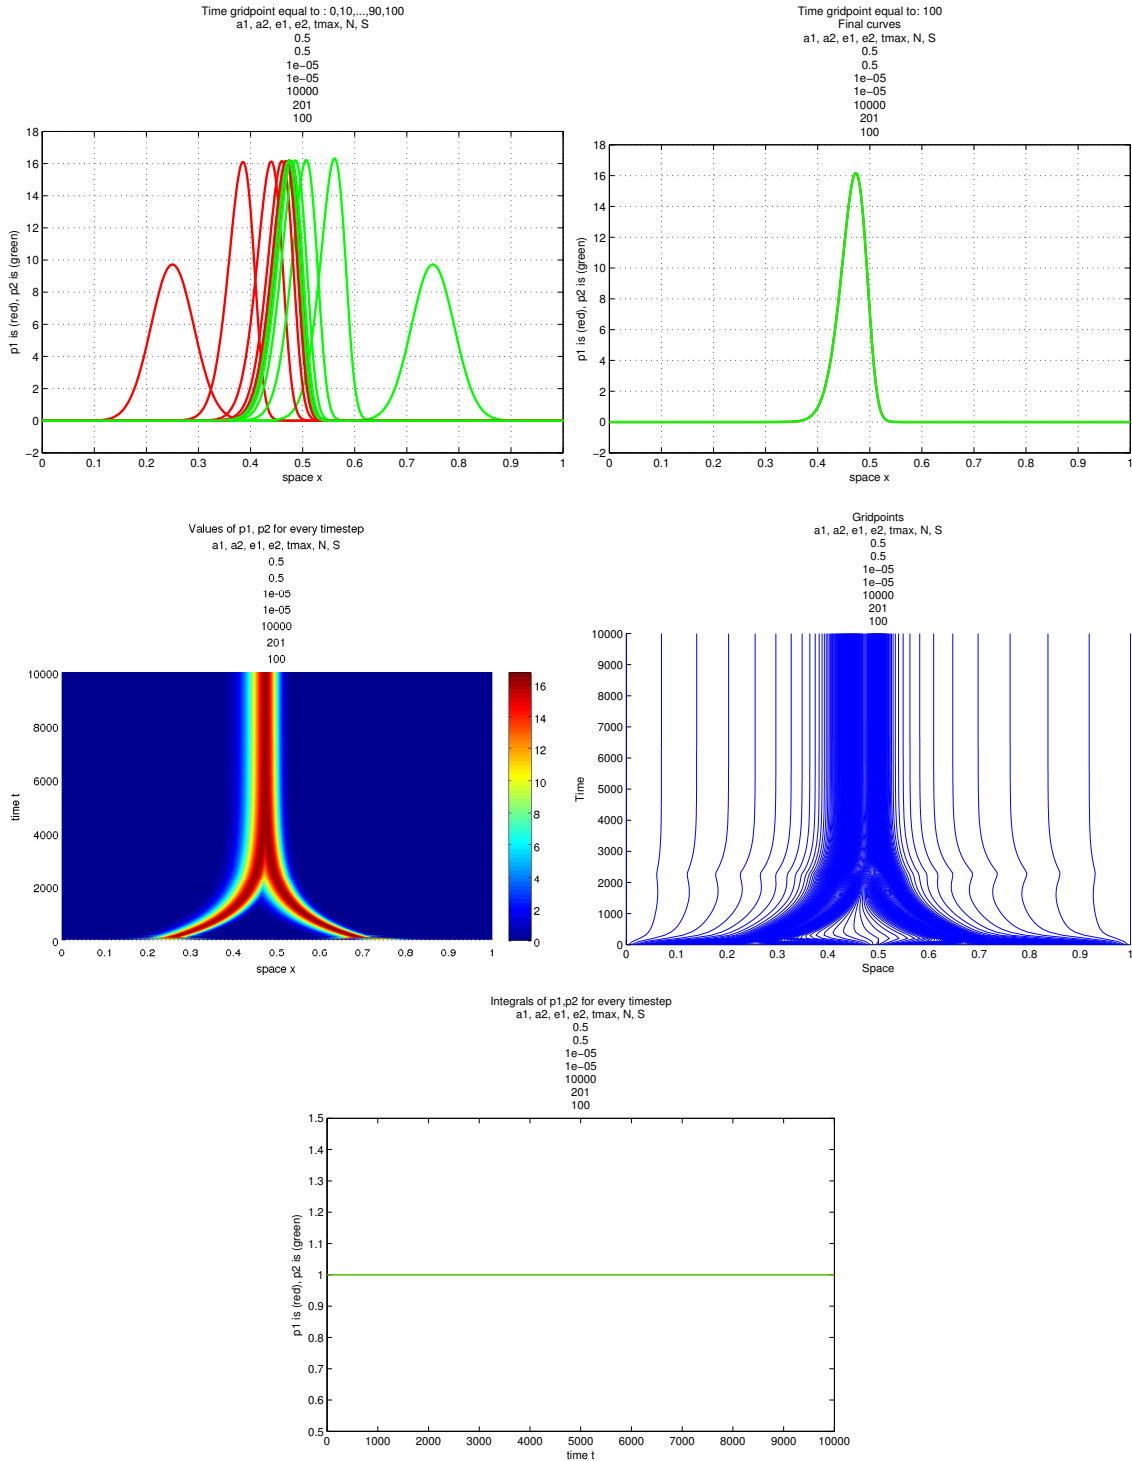 Time gridpoint equal to : 0,10,...,90,100
a1, a2, e1, e2, tmax, N, S
0.5
0.5
1e−05
1e−05
10000
201
100
18
16
14
12
10
8
6
4
2
0
−2
p1 is (red), p2 is (green)
0 0.1 0.2 0.3 0.4 0.5 0.6 0.7 0.8 0.9 1
space x
Time gridpoint equal to: 100
Final curves
a1, a2, e1, e2, tmax, N, S
0.5
0.5
1e−05
1e−05
10000
201
100
18
16
14
12
10
8
6
4
2
0
−2
p1 is (red), p2 is (green)
0 0.1 0.2 0.3 0.4 0.5 0.6 0.7 0.8 0.9 1
space x
Values of p1, p2 for every timestep
a1, a2, e1, e2, tmax, N, S
0.5
0.5
1e−05
1e−05
10000
201
100
10000
8000
6000
4000
2000
0
time t
0 0.1 0.2 0.3 0.4 0.5 0.6 0.7 0.8 0.9 1
space x
16
14
12
10
8
6
4
2
0
Gridpoints
a1, a2, e1, e2, tmax, N, S
0.5
0.5
1e−05
1e−05
10000
201
100
10000
9000
8000
7000
6000
5000
4000
3000
2000
1000
0
Time
0 0.1 0.2 0.3 0.4 0.5 0.6 0.7 0.8 0.9 1
Space
Integrals of p1,p2 for every timestep
a1, a2, e1, e2, tmax, N, S
0.5
0.5
1e−05
1e−05
10000
201
100
1.5
1.4
1.3
1.2
1.1
1
0.9
0.8
0.7
0.6
0.5
p1 is (red), p2 is (green)
0 1000 2000 3000 4000 5000 6000 7000 8000 9000 10000
time t